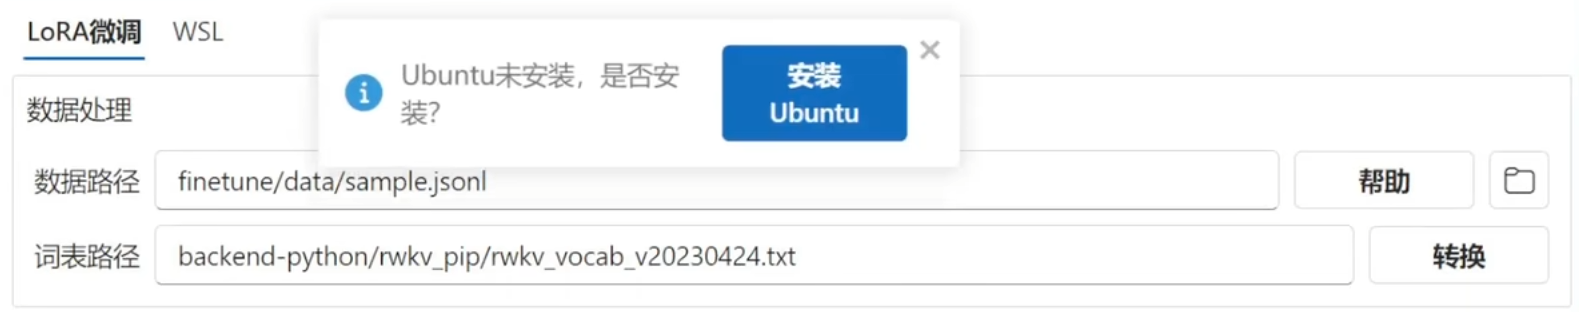 LoRA微调 WSL
Ubuntu未安装，是否安
装？
安装
Ubuntu
数据处理
数据路径 finetune/data/sample.jsonl 帮助
词表路径 backend-python/rwkv_pip/rwkv_vocab_v20230424.txt 转换